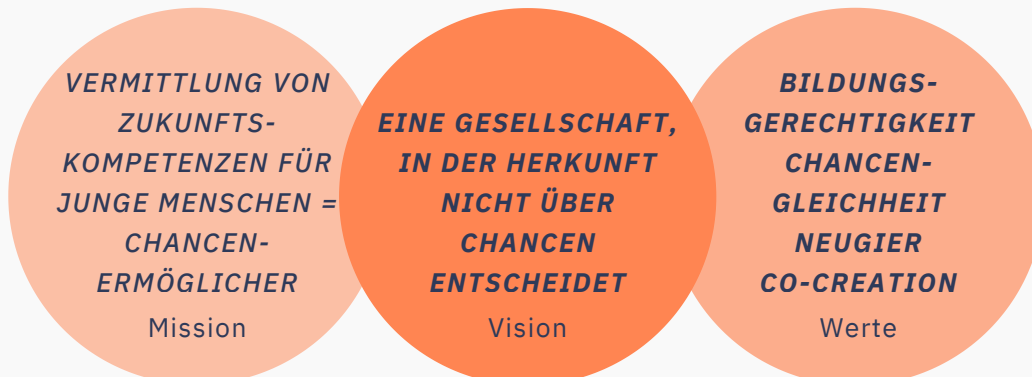 VERMITTLUNG VON
ZUKUNFTS-
KOMPETENZEN FÜR
JUNGE MENSCHEN =
CHANCEN-
ERMÖGLICHER
Mission
EINE GESELLSCHAFT,
IN DER HERKUNFT
NICHT ÜBER
CHANCEN
ENTSCHEIDET
Vision
BILDUNGS-
GERECHTIGKEIT
CHANCEN-
GLEICHHEIT
NEUGIER
CO-CREATION
Werte